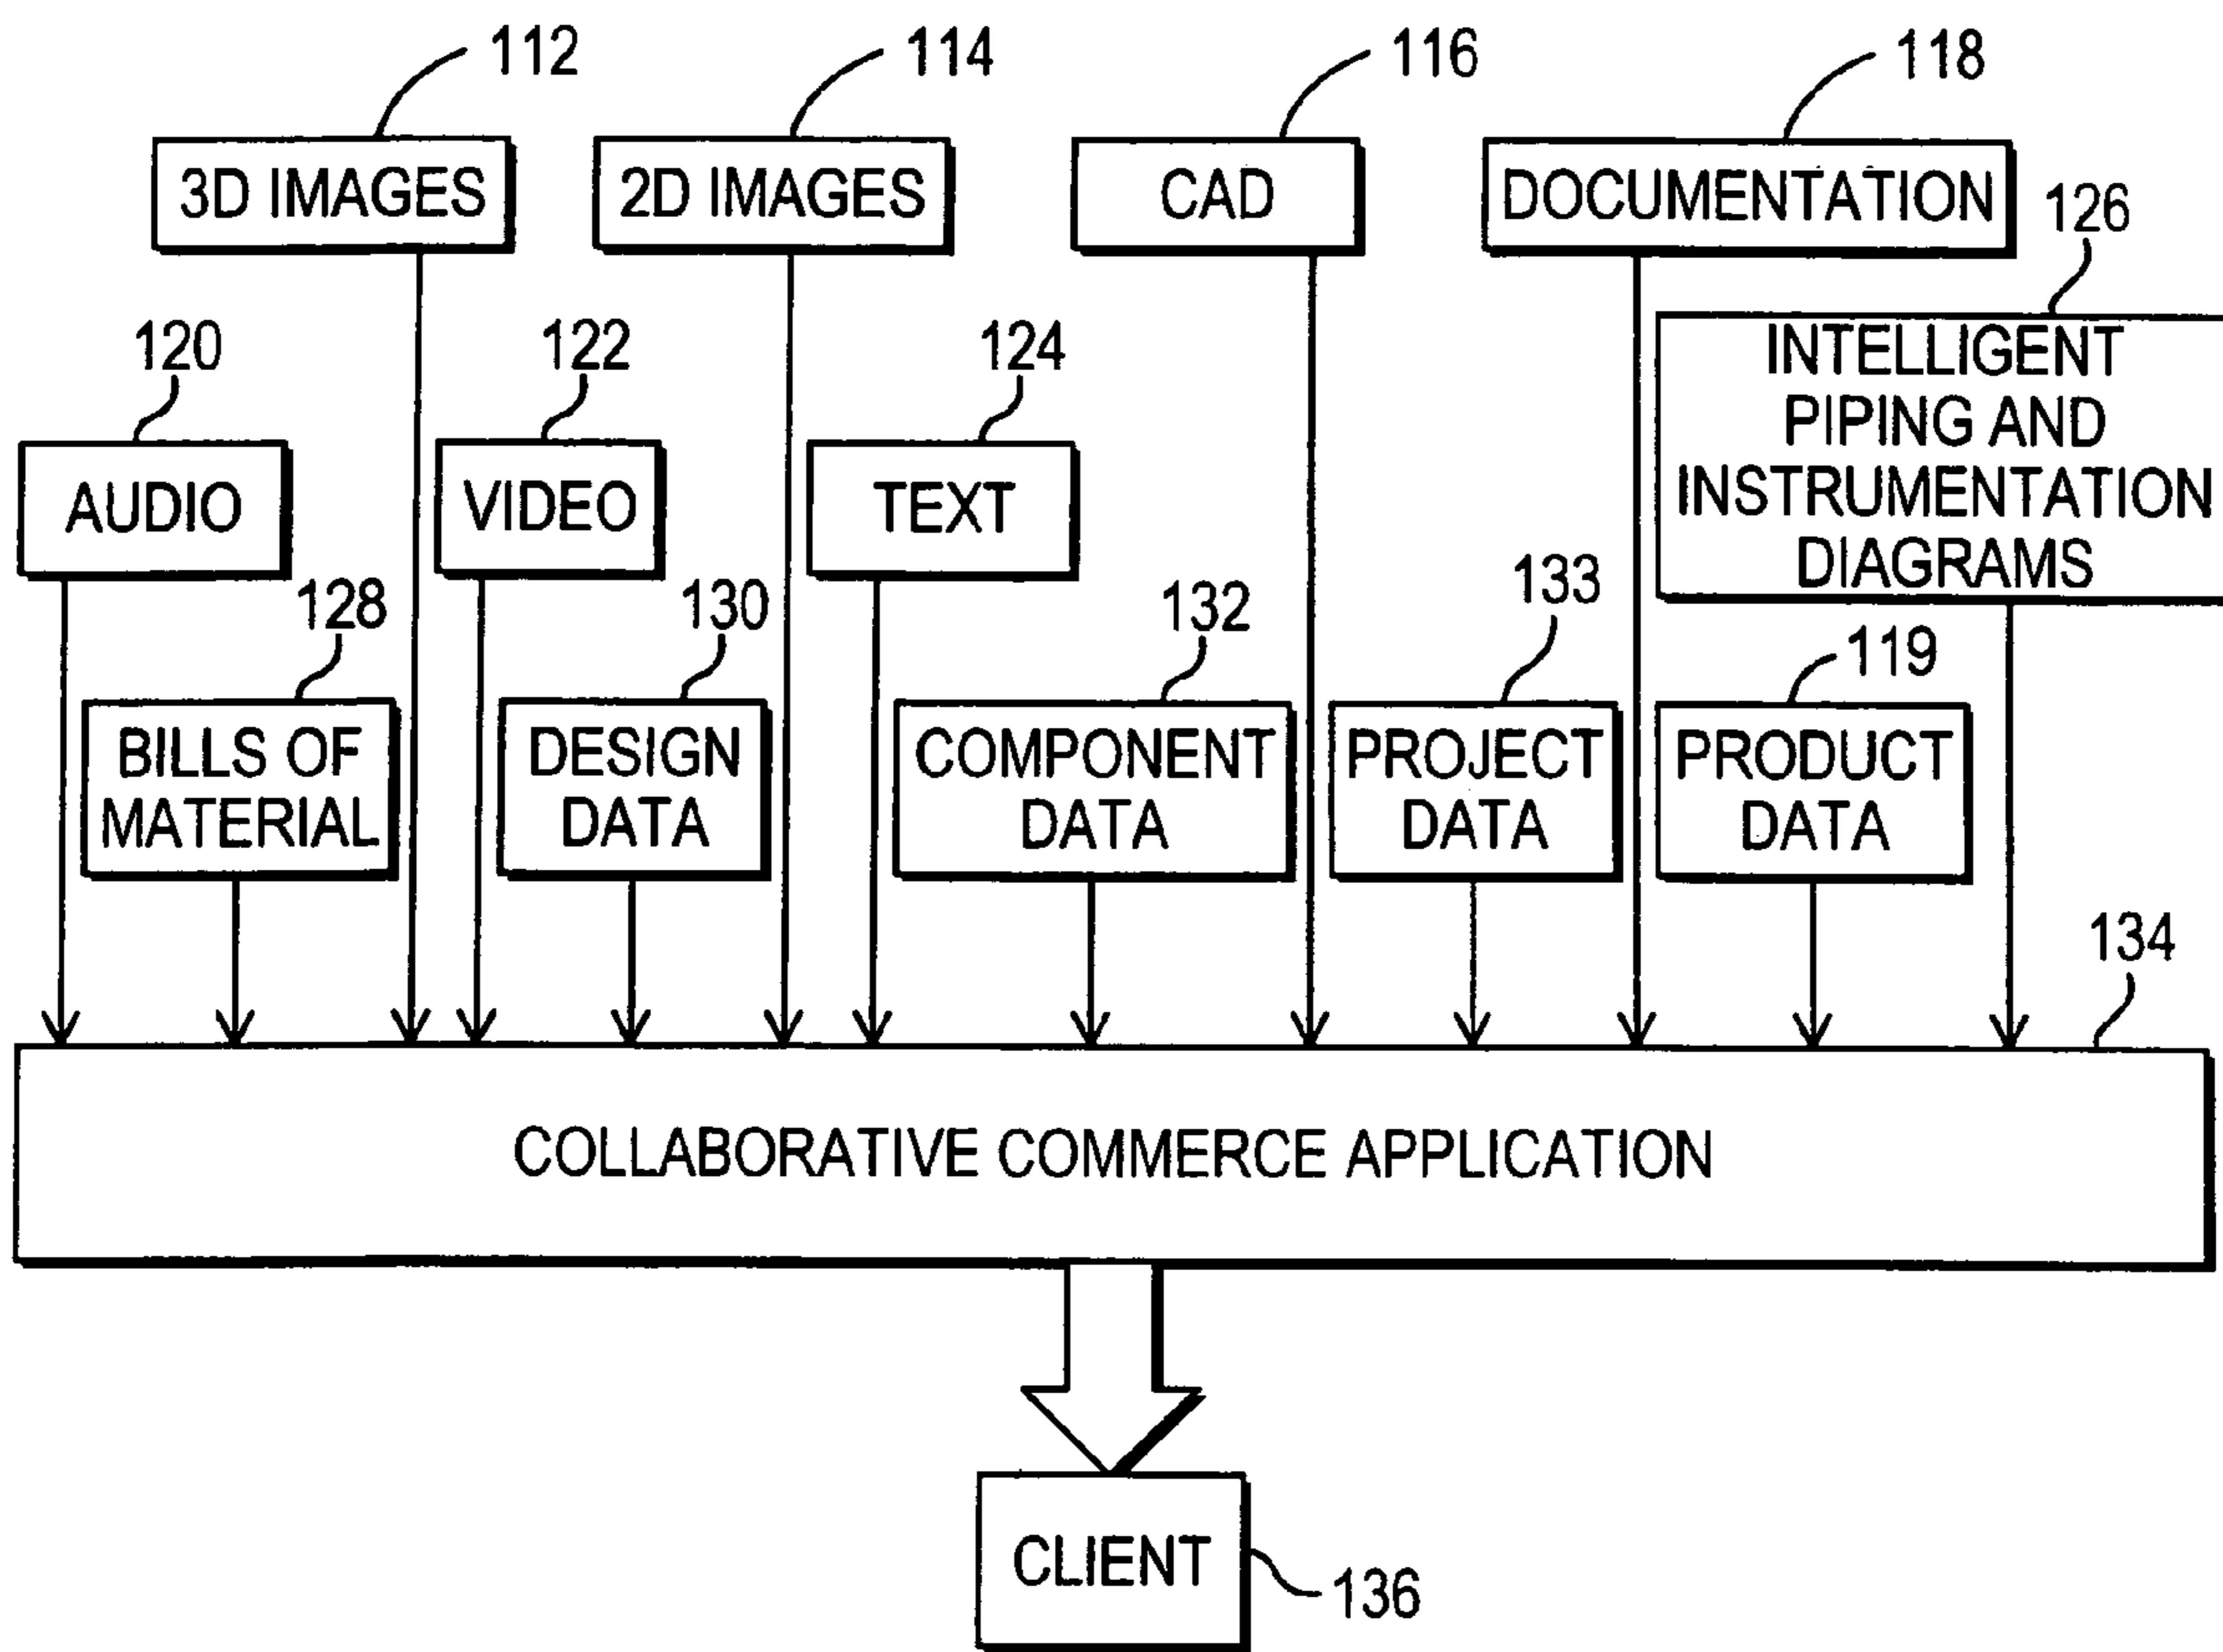 112
114
116
118
3D IMAGES
2D IMAGES
CAD
DOCUMENTATION
126
120
122
124
INTELLIGENT
PIPING AND
INSTRUMENTATION
DIAGRAMS
AUDIO
VIDEO
TEXT
128
130
132
133
119
BILLS OF
MATERIAL
DESIGN
DATA
COMPONENT
DATA
PROJECT
DATA
PRODUCT
DATA
134
COLLABORATIVE COMMERCE APPLICATION
CLIENT
136